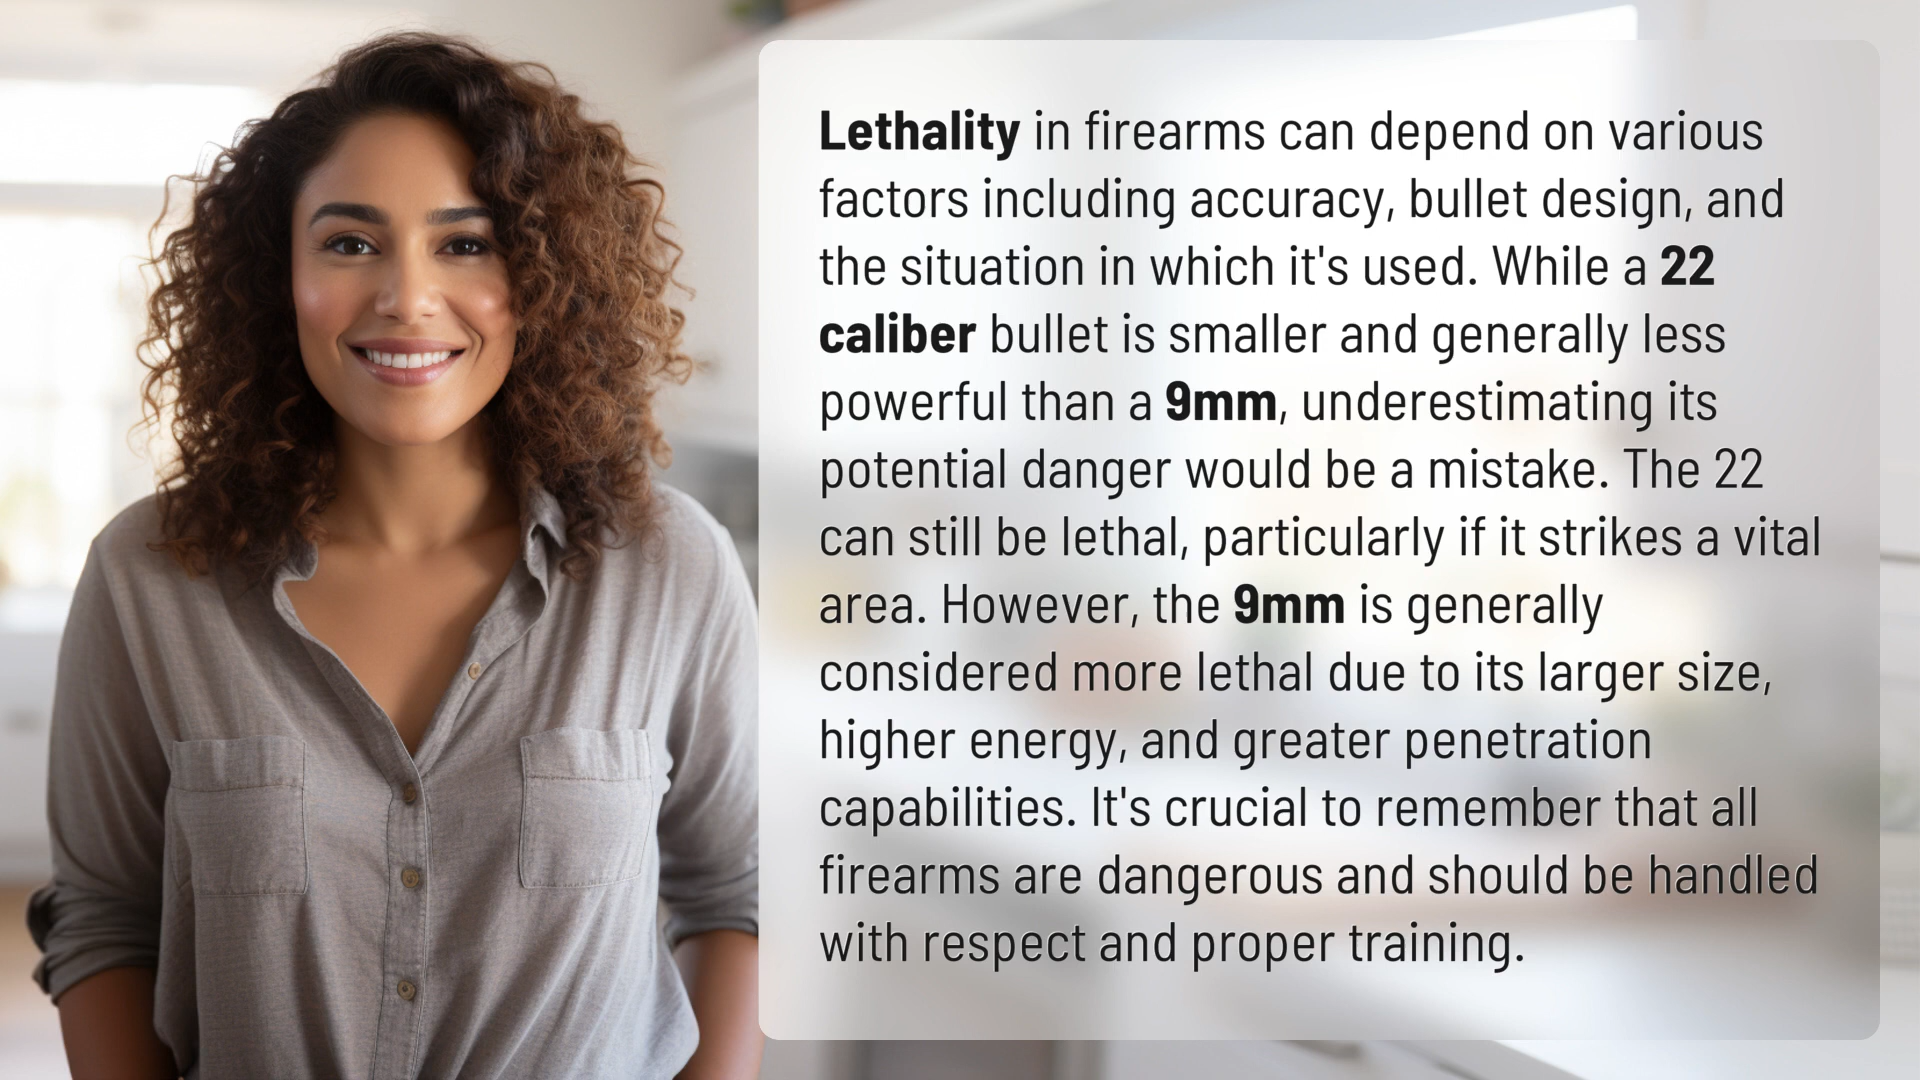 Lethality in firearms can depend on various
factors including accuracy, bullet design, and
the situation in which it's used. While a 22
caliber bullet is smaller and generally less
powerful than a 9mm, underestimating its
potential danger would be a mistake. The 22
can still be lethal, particularly if it strikes a vital
area. However, the 9mm is generally
considered more lethal due to its larger size,
higher energy, and greater penetration
capabilities. It's crucial to remember that all
firearms are dangerous and should be handled
with respect and proper training.